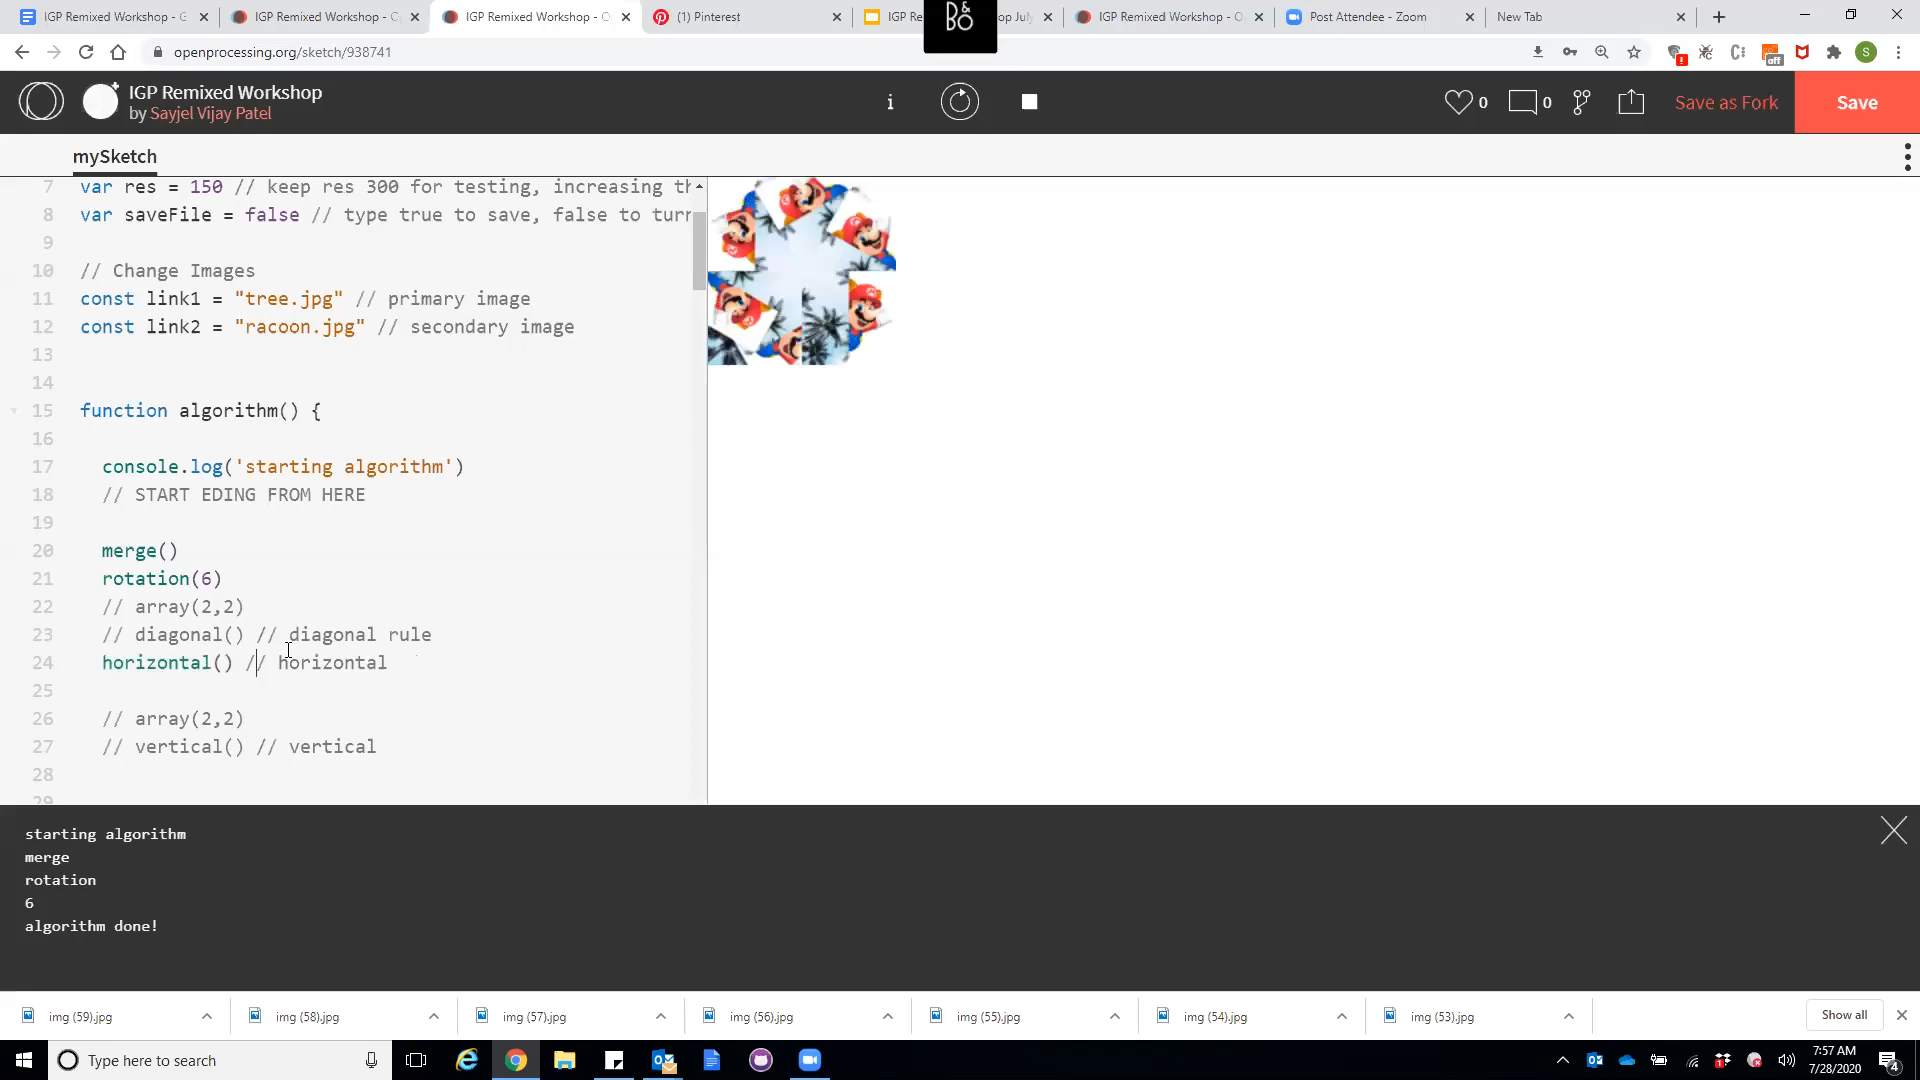 IGP Remixed Workshop - G
IGP Remixed Workshop - O
IGP Remixed Workshop - O
(1) Pinterest
IGP Re
op Jul
IGP Remixed Workshop - O
Post Attendee - Zoom
New Tab
B&O
openprocessing.org/sketch/938741
off
S
IGP Remixed Workshop
by Sayjel Vijay Patel
i
0
0
Save as Fork
Save
mySketch
7 var res = 150 // keep res 300 for testing, increasing th
8 var saveFile = false // type true to save, false to turn
9
10 // Change Images
11 const link1 = "tree.jpg" // primary image
12 const link2 = "racoon.jpg" // secondary image
13
14
15 function algorithm() {
16
17 console.log('starting algorithm')
18 // START EDING FROM HERE
19
20 merge()
21 rotation(6)
22 // array(2,2)
23 // diagonal() // diagonal rule
24 horizontal() // horizontal
25
26 // array(2,2)
27 // vertical() // vertical
28
29
starting algorithm
merge
rotation
6
algorithm done!
img (59).jpg
img (58).jpg
img (57).jpg
img (56).jpg
img (55).jpg
img (54).jpg
img (53).jpg
Show all
Type here to search
7:57 AM
7/28/2020
4